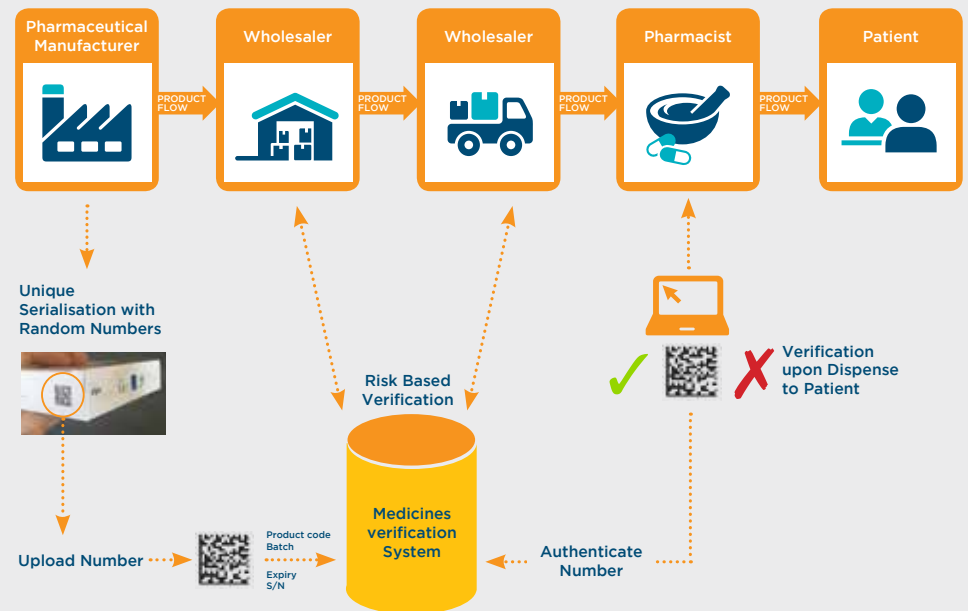 Pharmaceutical
Manufacturer
Wholesaler
Wholesaler
Pharmacist
Patient
PRODUCT
FLOW
PRODUCT
FLOW
PRODUCT
FLOW
PRODUCT
FLOW
Unique
Serialisation with
Random Numbers
Risk Based
Verification
Verification
upon Dispense
to Patient
Medicines
verification
System
Upload Number
Product code
Batch
Expiry
S/N
Authenticate
Number